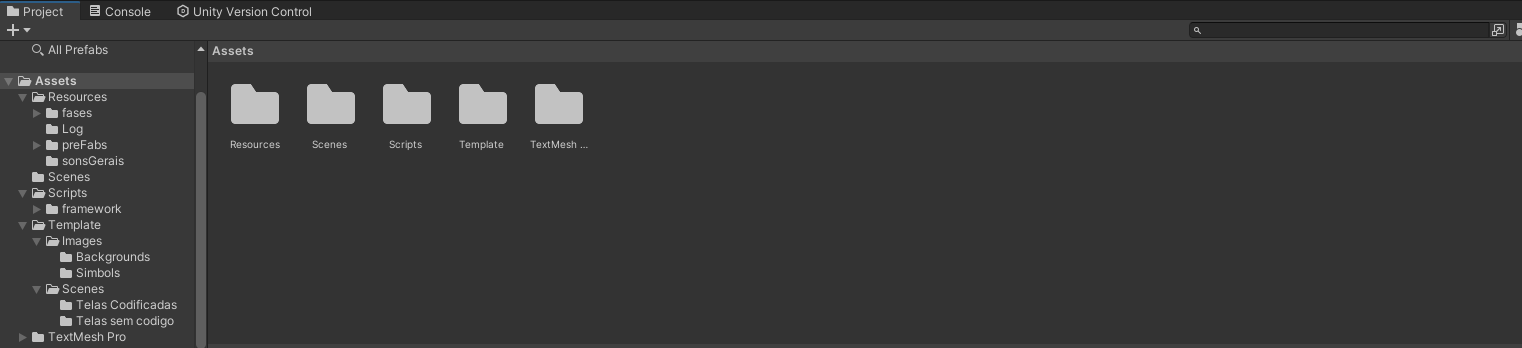 Project Console Unity Version Control
All Prefabs
Assets
Resources
fases
Log
preFabs
sonsGerais
Scenes
Scripts
framework
Template
Images
Backgrounds
Simbols
Scenes
Telas Codificadas
Telas sem codigo
TextMesh Pro
Assets
Resources Scenes Scripts Template TextMesh ...